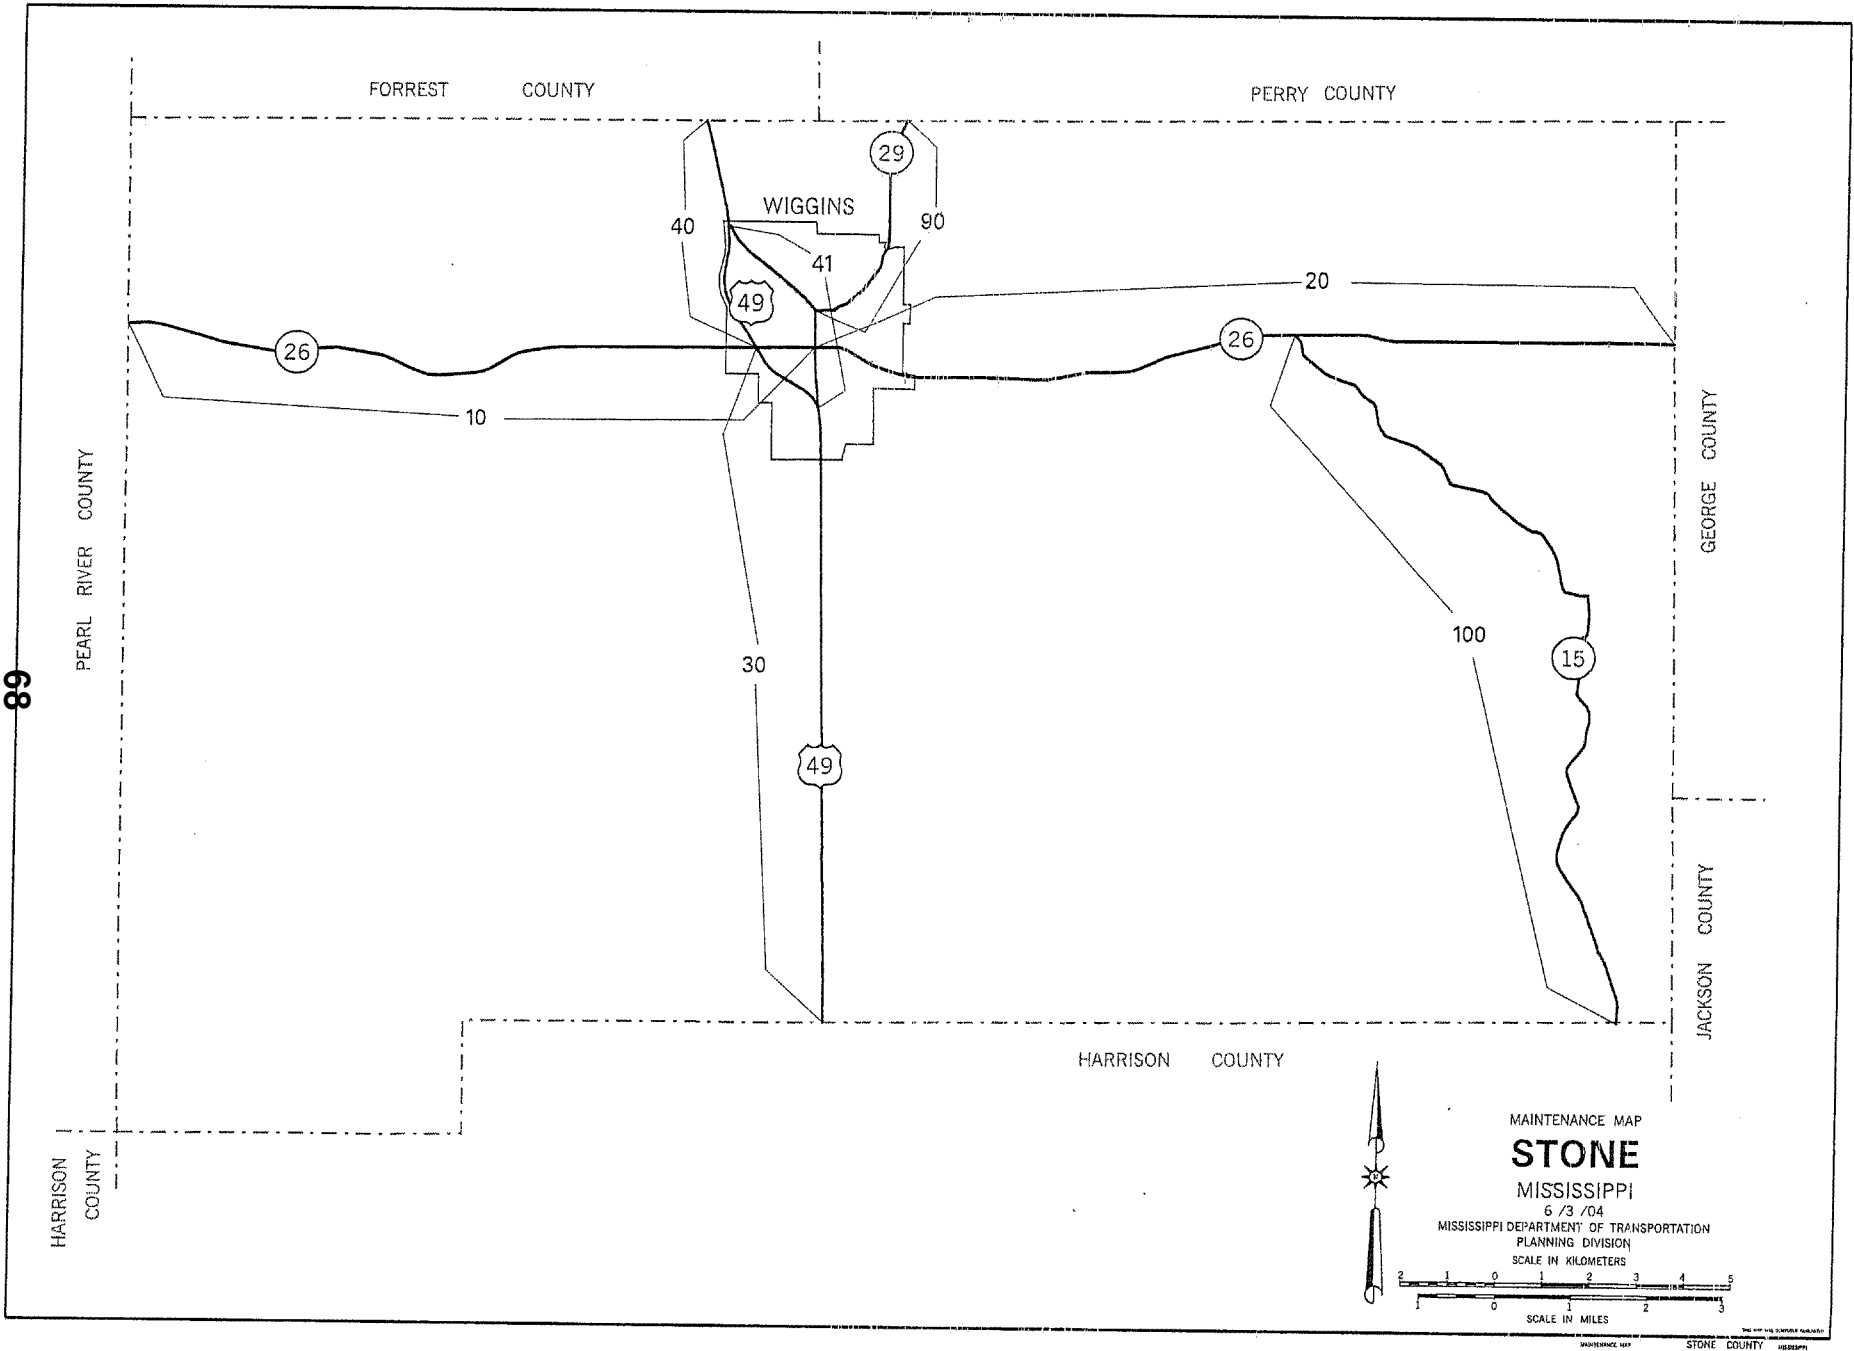 FORREST COUNTY
PERRY COUNTY
29
WIGGINS
40
90
41
20
49
26
26
10
GEORGE COUNTY
PEARL RIVER COUNTY
100
15
30
89
49
JACKSON COUNTY
HARRISON COUNTY
HARRISON COUNTY
MAINTENANCE MAP
STONE
MISSISSIPPI
6 /3 /04
MISSISSIPPI DEPARTMENT OF TRANSPORTATION
PLANNING DIVISION
SCALE IN KILOMETERS
2 1 0 1 2 3 4 5
1 0 1 2 3
SCALE IN MILES
MAINTENANCE MAP STONE COUNTY MISSISSIPPI